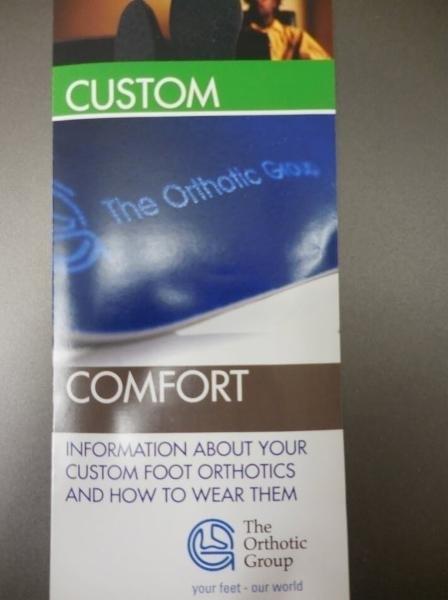 CUSTOM
The Orthotic Group
COMFORT
INFORMATION ABOUT YOUR
CUSTOM FOOT ORTHOTICS
AND HOW TO WEAR THEM
The
Orthotic
Group
your feet - our world